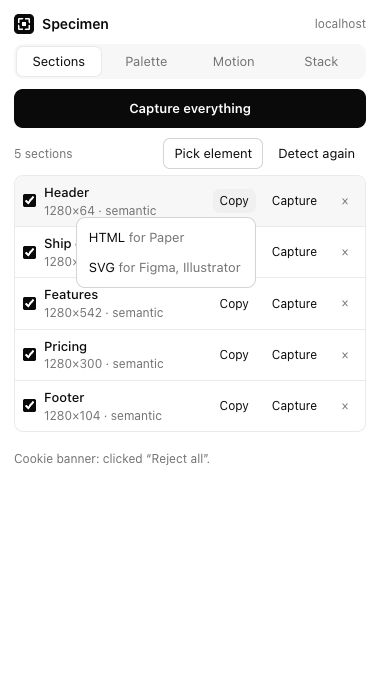 Specimen
localhost
Sections
Palette
Motion
Stack
Capture everything
5 sections
Pick element
Detect again
Header
1280×64 · semantic
Copy
Capture
×
HTML for Paper
SVG for Figma, Illustrator
Ship
1280×
Capture
×
Features
1280×542 · semantic
Copy
Capture
×
Pricing
1280×300 · semantic
Copy
Capture
×
Footer
1280×104 · semantic
Copy
Capture
×
Cookie banner: clicked “Reject all”.